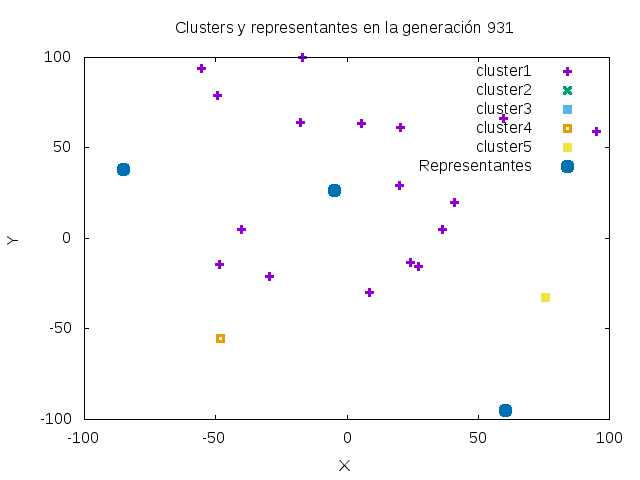 Clusters y representantes en la generación 931
100
50
0
-50
-100
-100
-50
0
50
100
Y
X
cluster1
cluster2
cluster3
cluster4
cluster5
Representantes